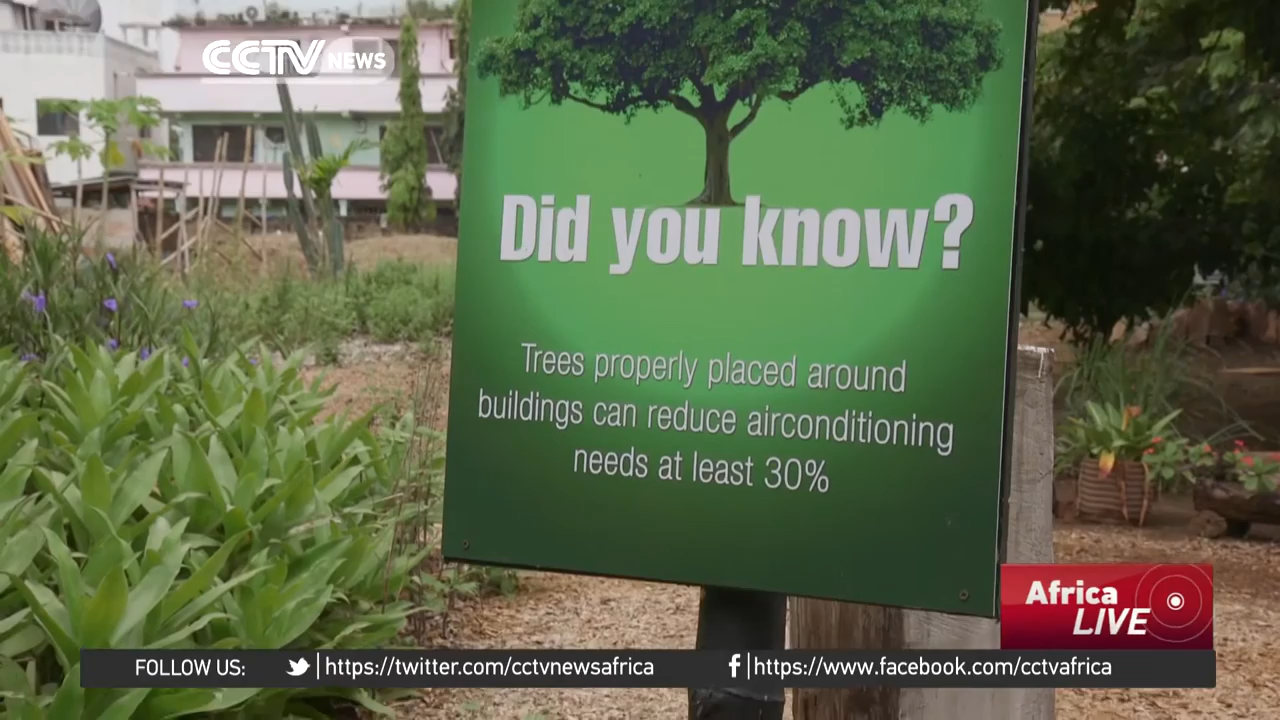 CCTV NEWS
Did you know?
Trees properly placed around
buildings can reduce airconditioning
needs at least 30%
Africa
LIVE
FOLLOW US: https://twitter.com/cctvnewsafrica https://www.facebook.com/cctvafrica